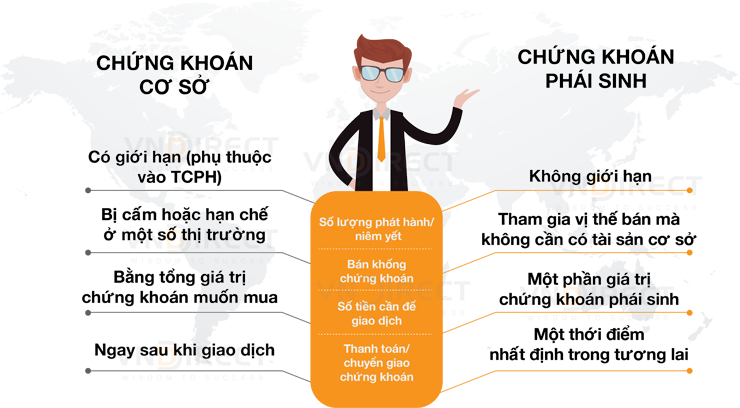 CHỨNG KHOÁN
CƠ SỞ
CHỨNG KHOÁN
PHÁI SINH
VNDIRECT
WISDOM TO SUCCESS
Có giới hạn (phụ thuộc
vào TCPH)
Số lượng phát hành/
niêm yết
Không giới hạn
Bị cấm hoặc hạn chế
ở một số thị trường
Bán khống
chứng khoán
Tham gia vị thế bán mà
không cần có tài sản cơ sở
Bằng tổng giá trị
chứng khoán muốn mua
Số tiền cần để
giao dịch
Một phần giá trị
chứng khoán phái sinh
Ngay sau khi giao dịch
Thanh toán/
chuyển giao
chứng khoán
Một thới điểm
nhất định trong tương lai